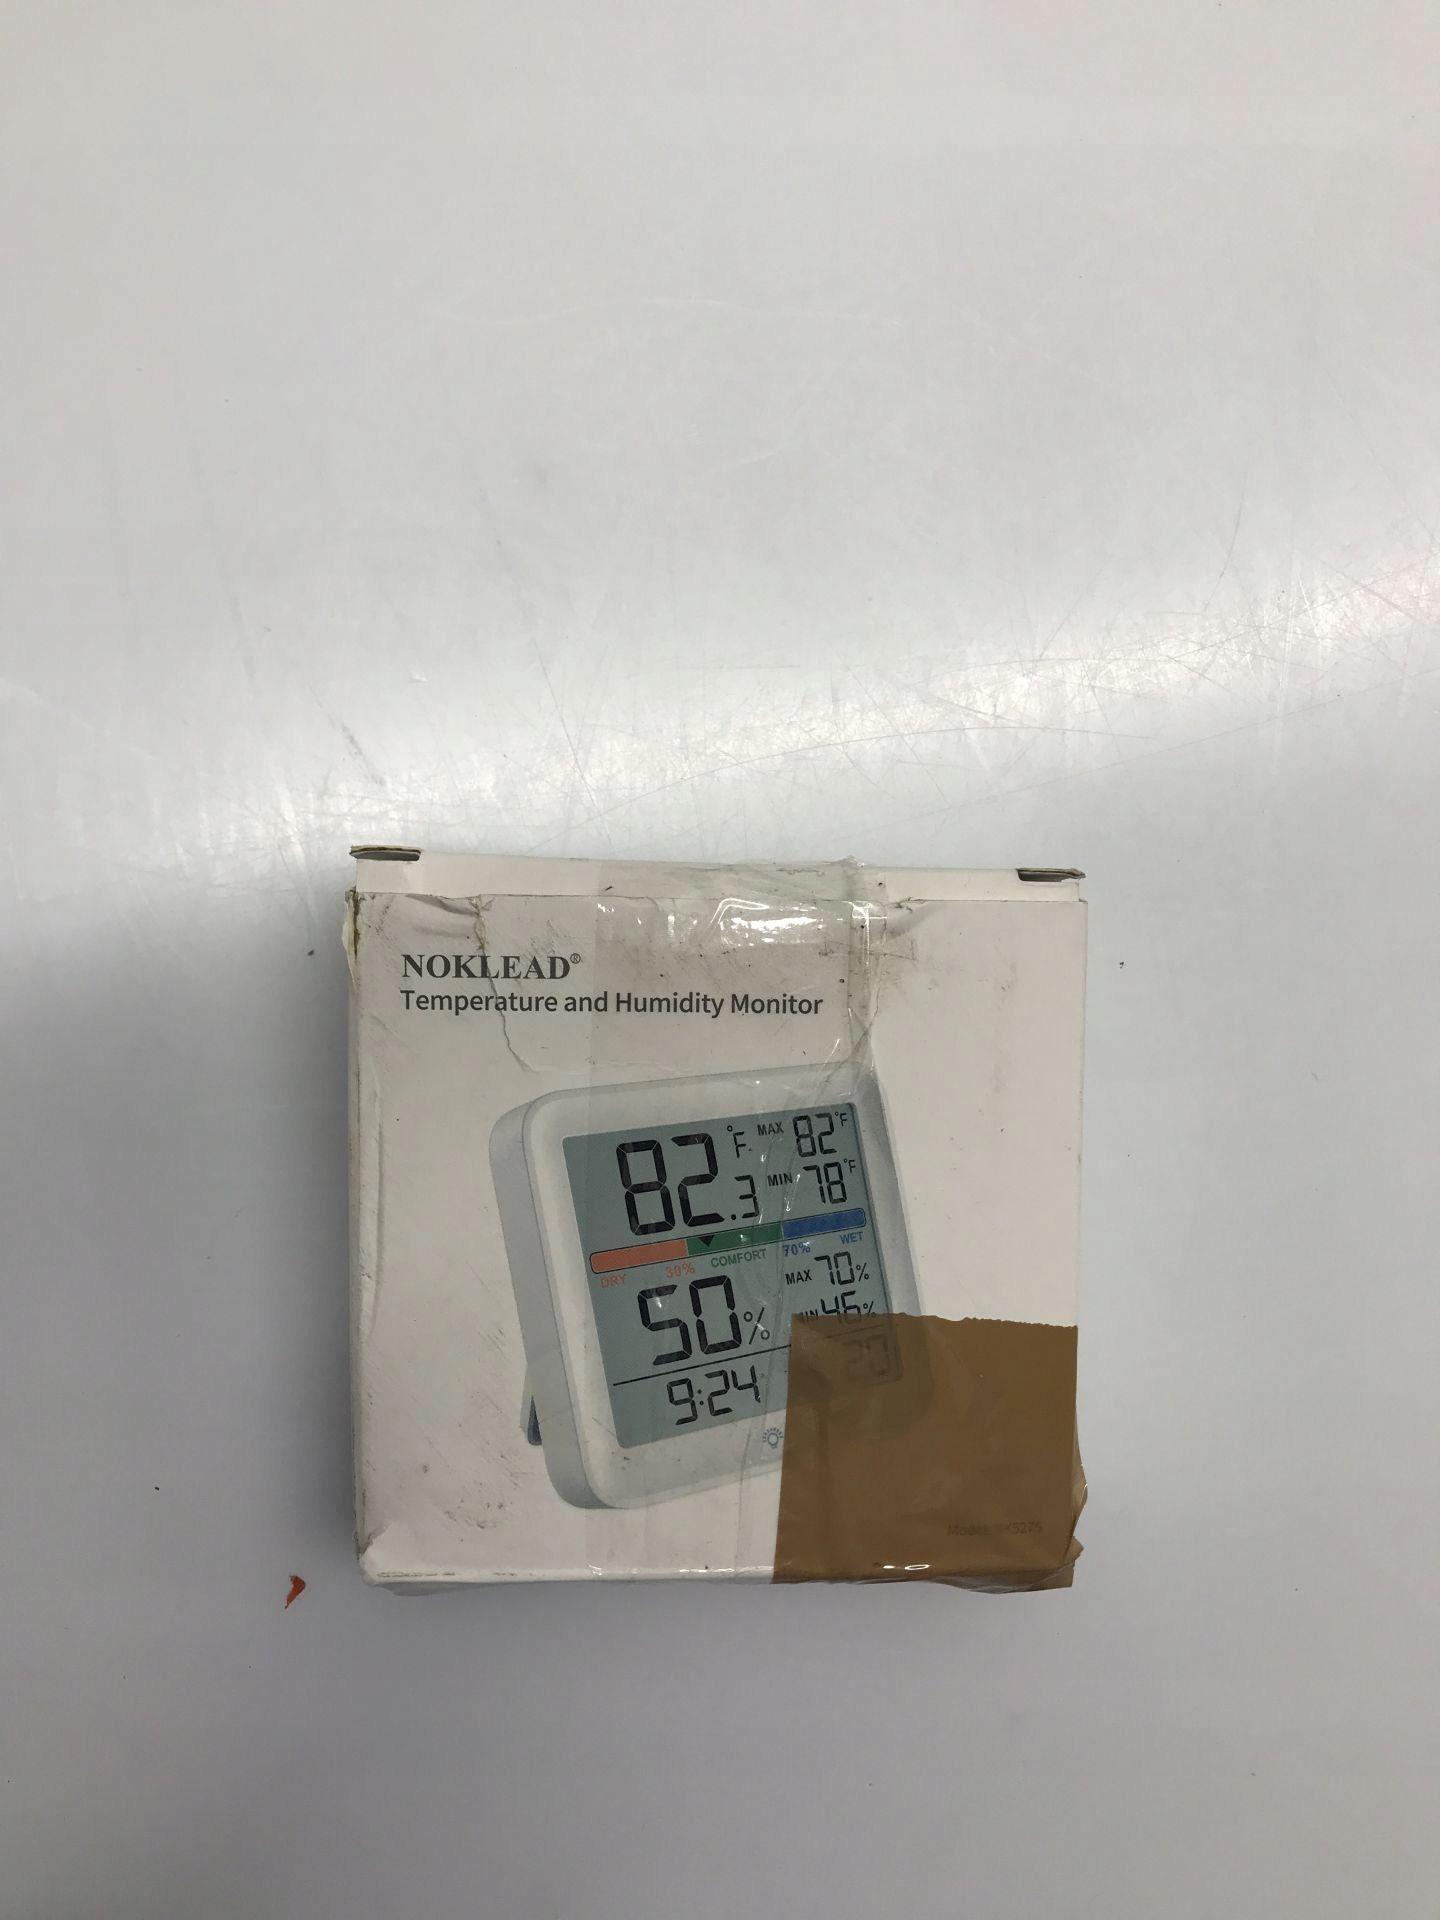 NOKLEAD®
Temperature and Humidity Monitor
82.3 °F MAX 82 °F
MIN 78 °F
DRY 30% COMFORT 70% WET
50% MAX 70%
46%
9:24 20